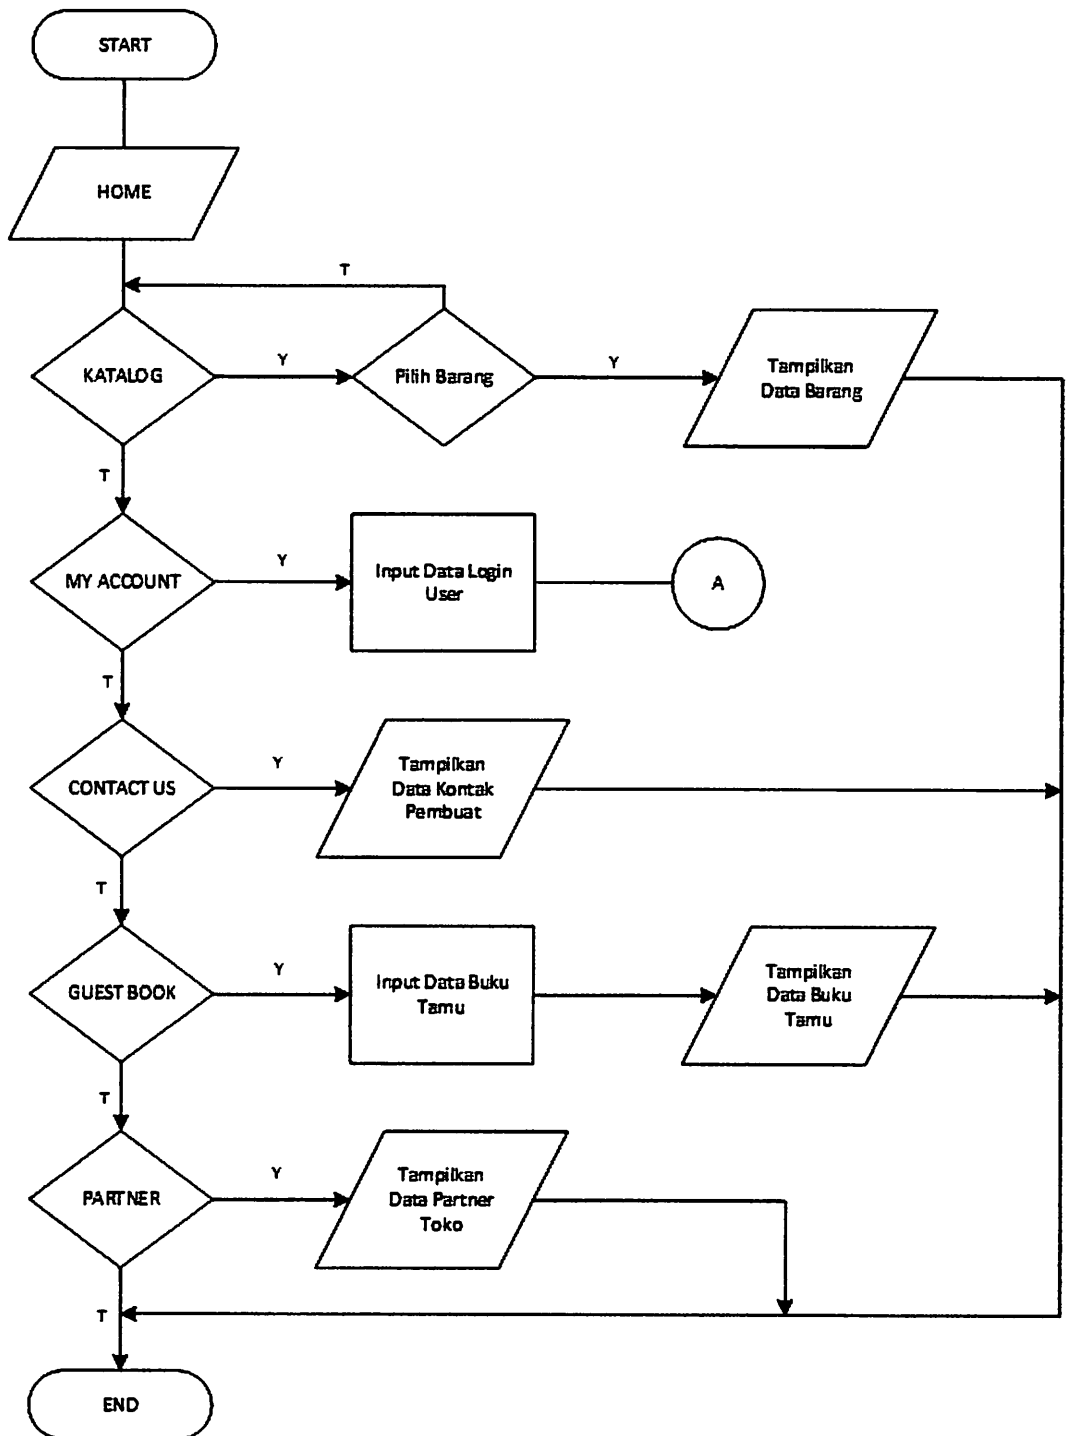 START
HOME
T
KATALOG
Y
Pilih Barang
Y
Tampilkan
Data Barang
T
MY ACCOUNT
Y
Input Data Login
User
A
T
CONTACT US
Y
Tampilkan
Data Kontak
Pembuat
T
GUEST BOOK
Y
Input Data Buku
Tamu
Tampilkan
Data Buku
Tamu
T
PARTNER
Y
Tampilkan
Data Partner
Toko
T
END